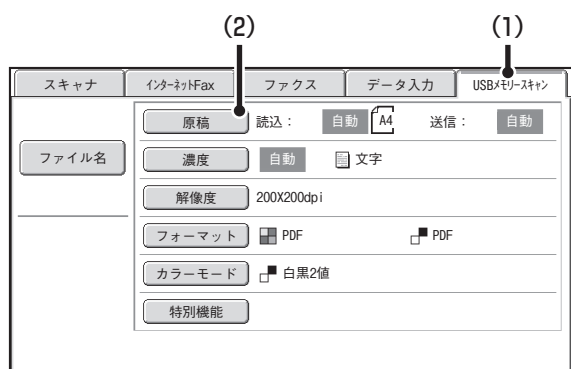 (2) (1)
スキャナ インターネットFax ファクス データ入力 USBメモリースキャン
原稿 読込： 自動 A4 送信： 自動
ファイル名 濃度 自動 文字
解像度 200X200dpi
フォーマット PDF PDF
カラーモード 白黒2値
特別機能